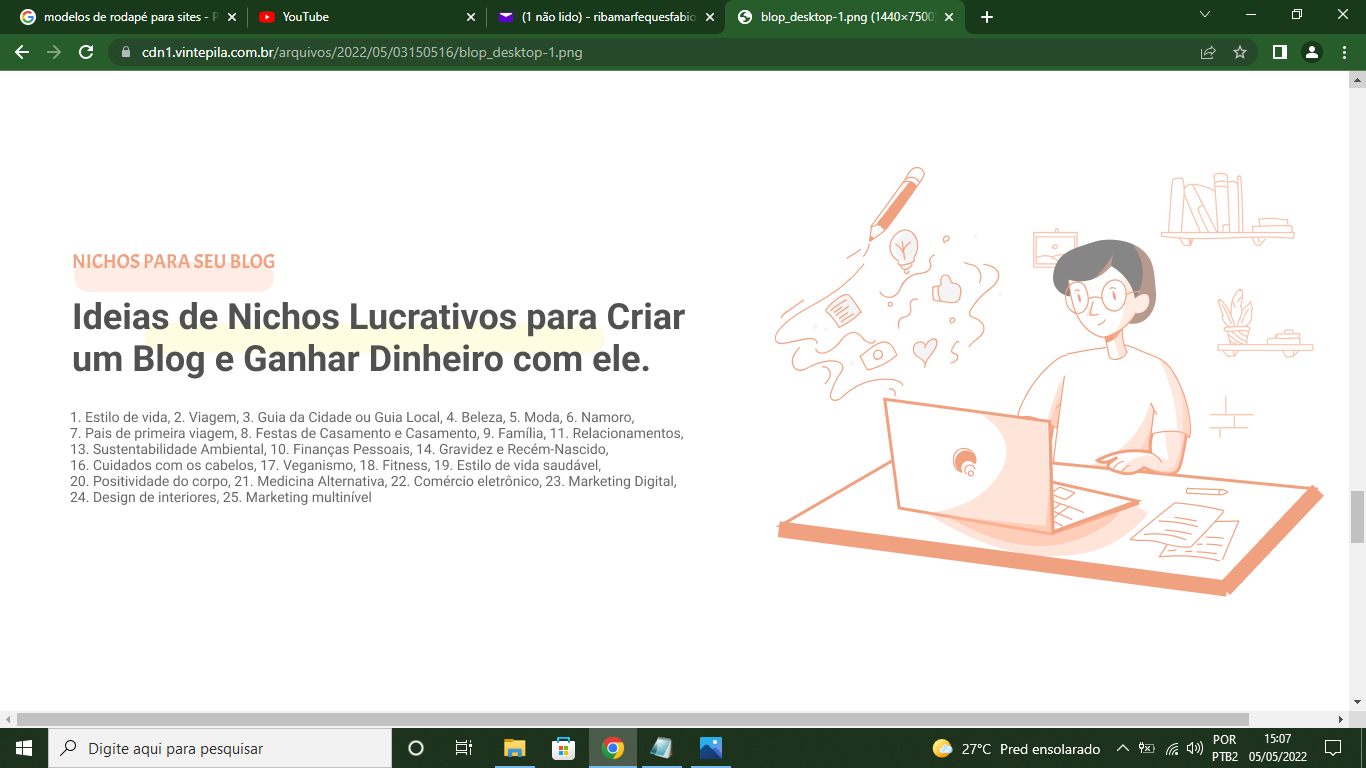 modelos de rodapé para sites -
YouTube
(1 não lido) - ribamarfequesfabio
blop_desktop-1.png (1440×7500)
cdn1.vintepila.com.br/arquivos/2022/05/03150516/blop_desktop-1.png
NICHOS PARA SEU BLOG
Ideias de Nichos Lucrativos para Criar
um Blog e Ganhar Dinheiro com ele.
1. Estilo de vida, 2. Viagem, 3. Guia da Cidade ou Guia Local, 4. Beleza, 5. Moda, 6. Namoro,
7. Pais de primeira viagem, 8. Festas de Casamento e Casamento, 9. Família, 11. Relacionamentos,
13. Sustentabilidade Ambiental, 10. Finanças Pessoais, 14. Gravidez e Recém-Nascido,
16. Cuidados com os cabelos, 17. Veganismo, 18. Fitness, 19. Estilo de vida saudável,
20. Positividade do corpo, 21. Medicina Alternativa, 22. Comércio eletrônico, 23. Marketing Digital,
24. Design de interiores, 25. Marketing multinível
Digite aqui para pesquisar
27°C Pred ensolarado
POR
PTB2
15:07
05/05/2022